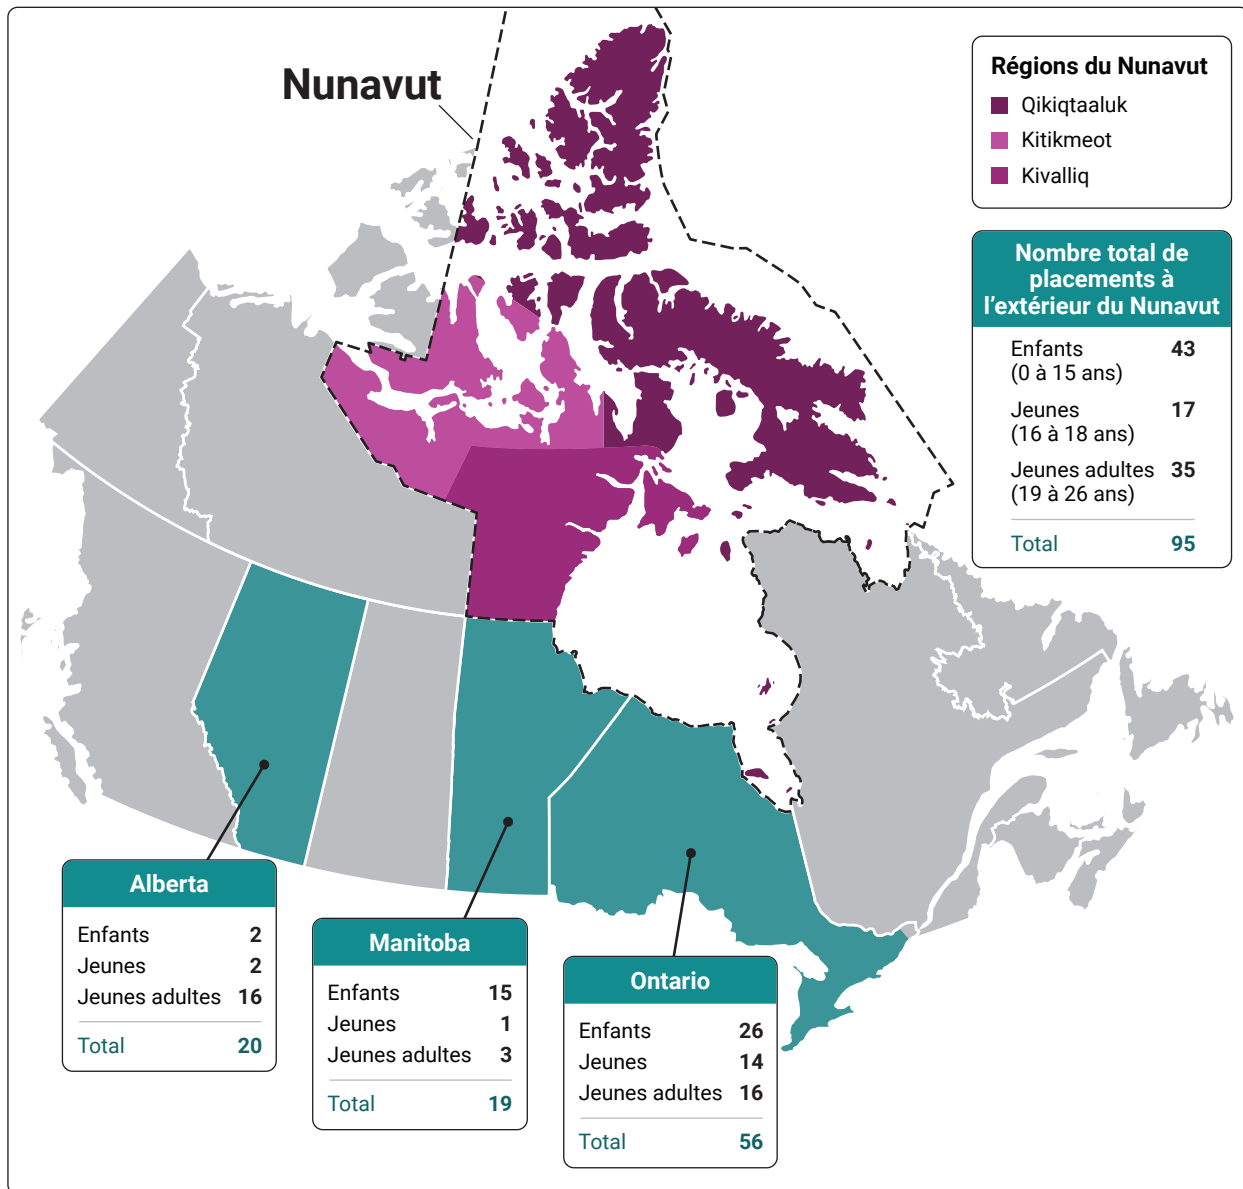 Nunavut
Régions du Nunavut
Qikiqtaaluk
Kitikmeot
Kivalliq
Nombre total de
placements à
l’extérieur du Nunavut
Enfants 43
(0 à 15 ans)
Jeunes 17
(16 à 18 ans)
Jeunes adultes 35
(19 à 26 ans)
Total 95
Alberta
Enfants 2
Jeunes 2
Jeunes adultes 16
Total 20
Manitoba
Enfants 15
Jeunes 1
Jeunes adultes 3
Total 19
Ontario
Enfants 26
Jeunes 14
Jeunes adultes 16
Total 56